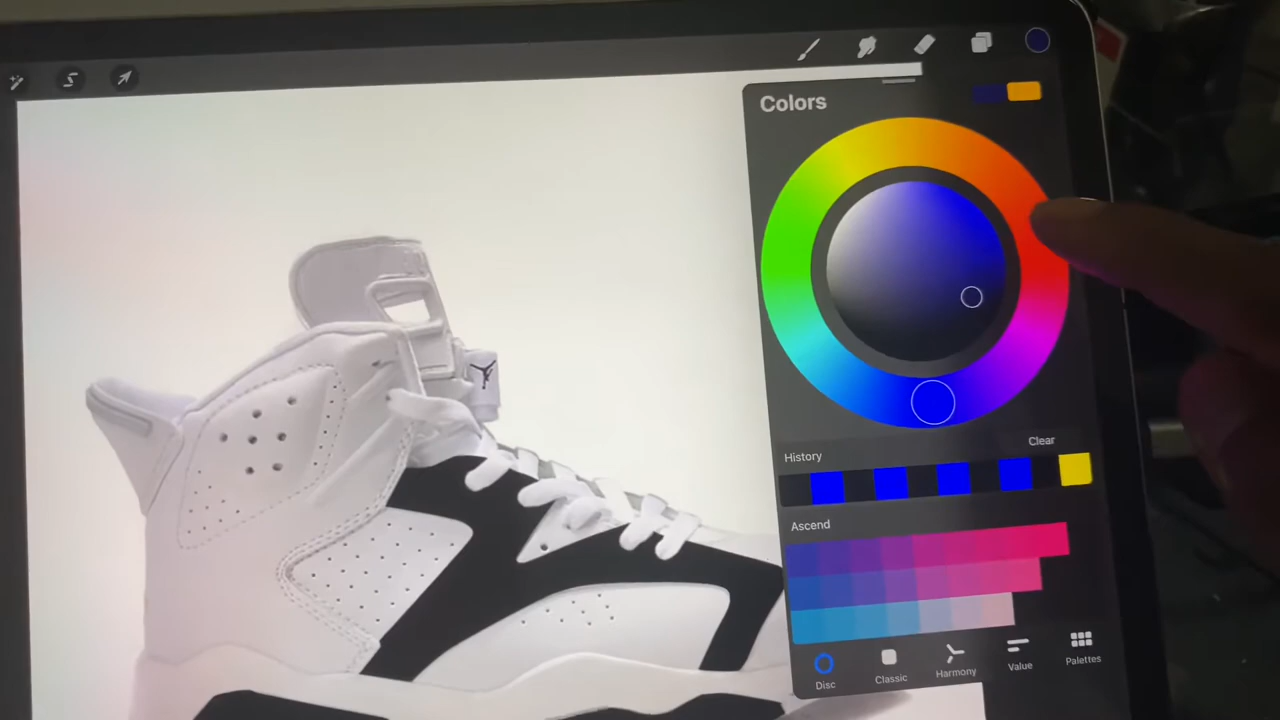 Colors
Clear
History
Ascend
Disc
Classic
Harmony
Value
Palettes